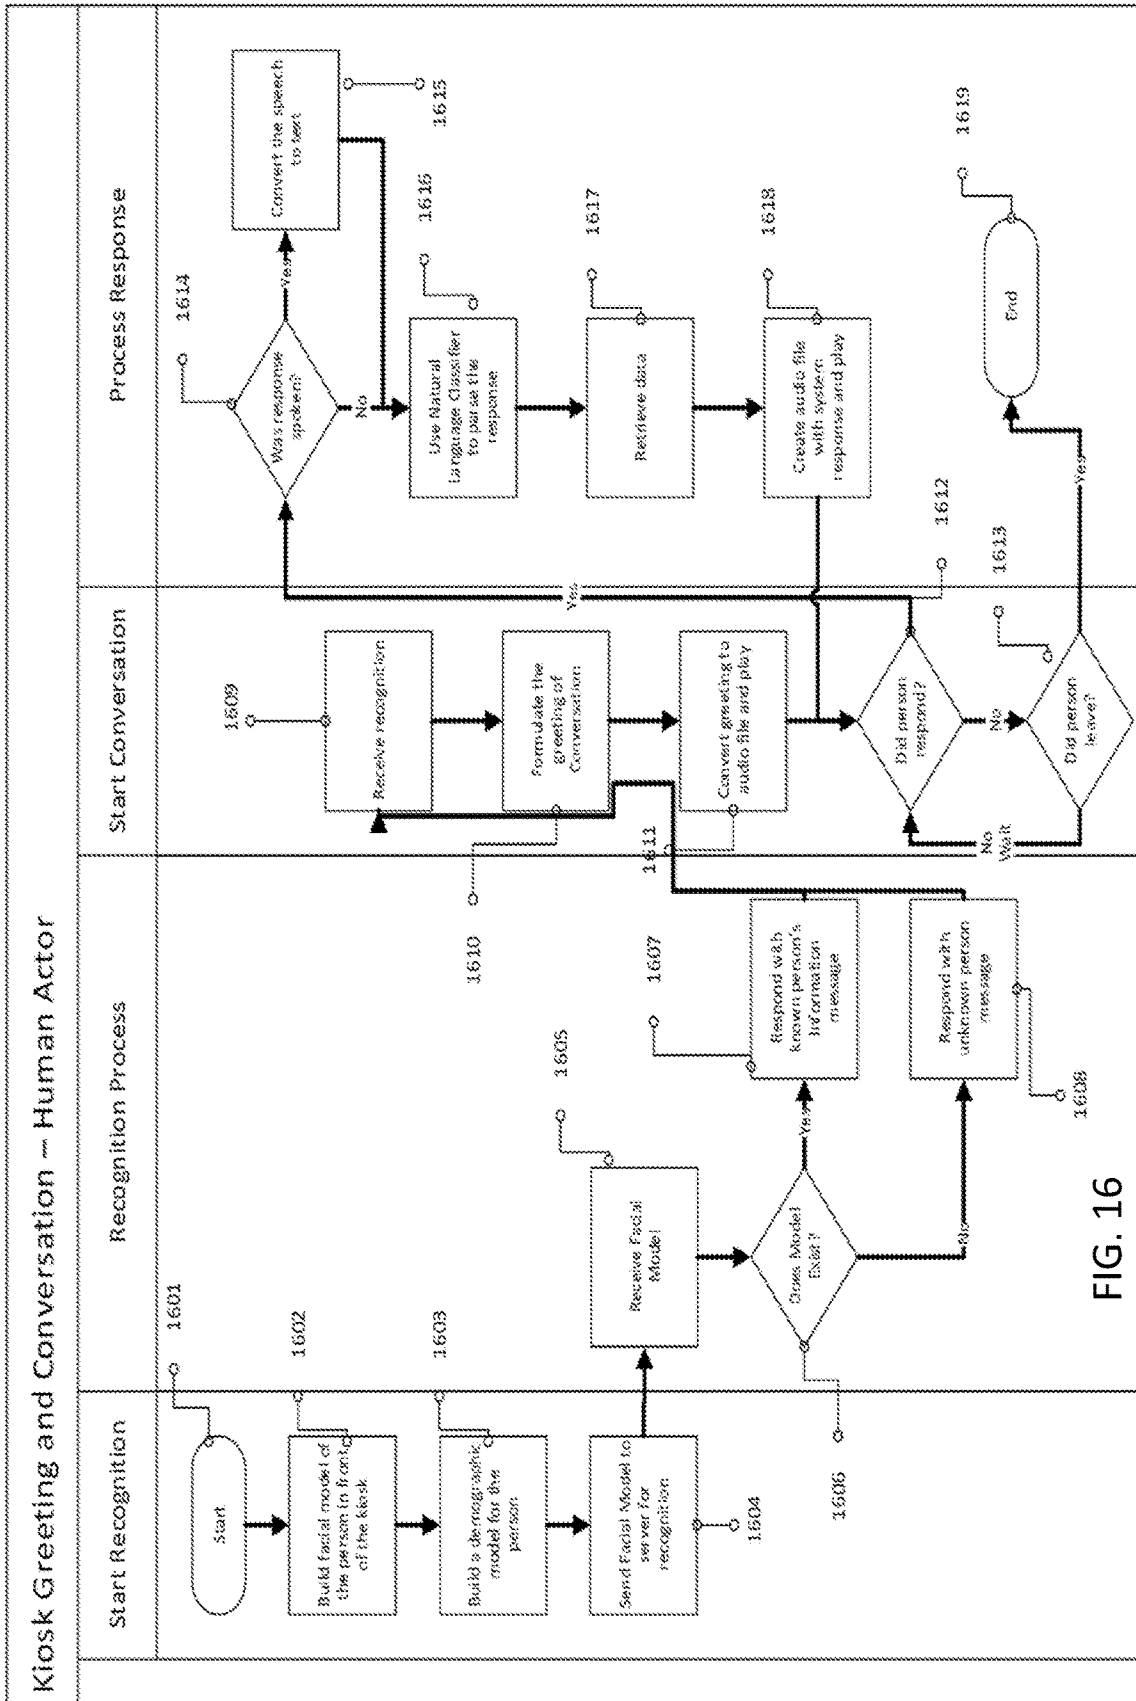 Kiosk Greeting and Conversation – Human Actor
Start Recognition
Recognition Process
Start Conversation
Process Response
Start
1601
Build facial model of
the person in front
of the kiosk
1602
Build a demographic
model for the
person
1603
Send Facial Model to
server for
recognition
1604
Receive Facial
Model
1605
Does Model
Exist?
1606
Yes
No
Respond with
known person's
information
message
1607
Respond with
unknown person
message
1608
Receive recognition
1609
Formulate the
greeting of
Conversation
1610
Convert greeting to
audio file and play
1611
Did person
respond?
1612
Yes
No
Did person
leave?
1613
No
Wait
Yes
Was response
spoken?
1614
Yes
No
Convert the speech
to text
1615
Use Natural
Language Classifier
to parse the
response
1616
Retrieve data
1617
Create audio file
with system
response and play
1618
End
1619
FIG. 16